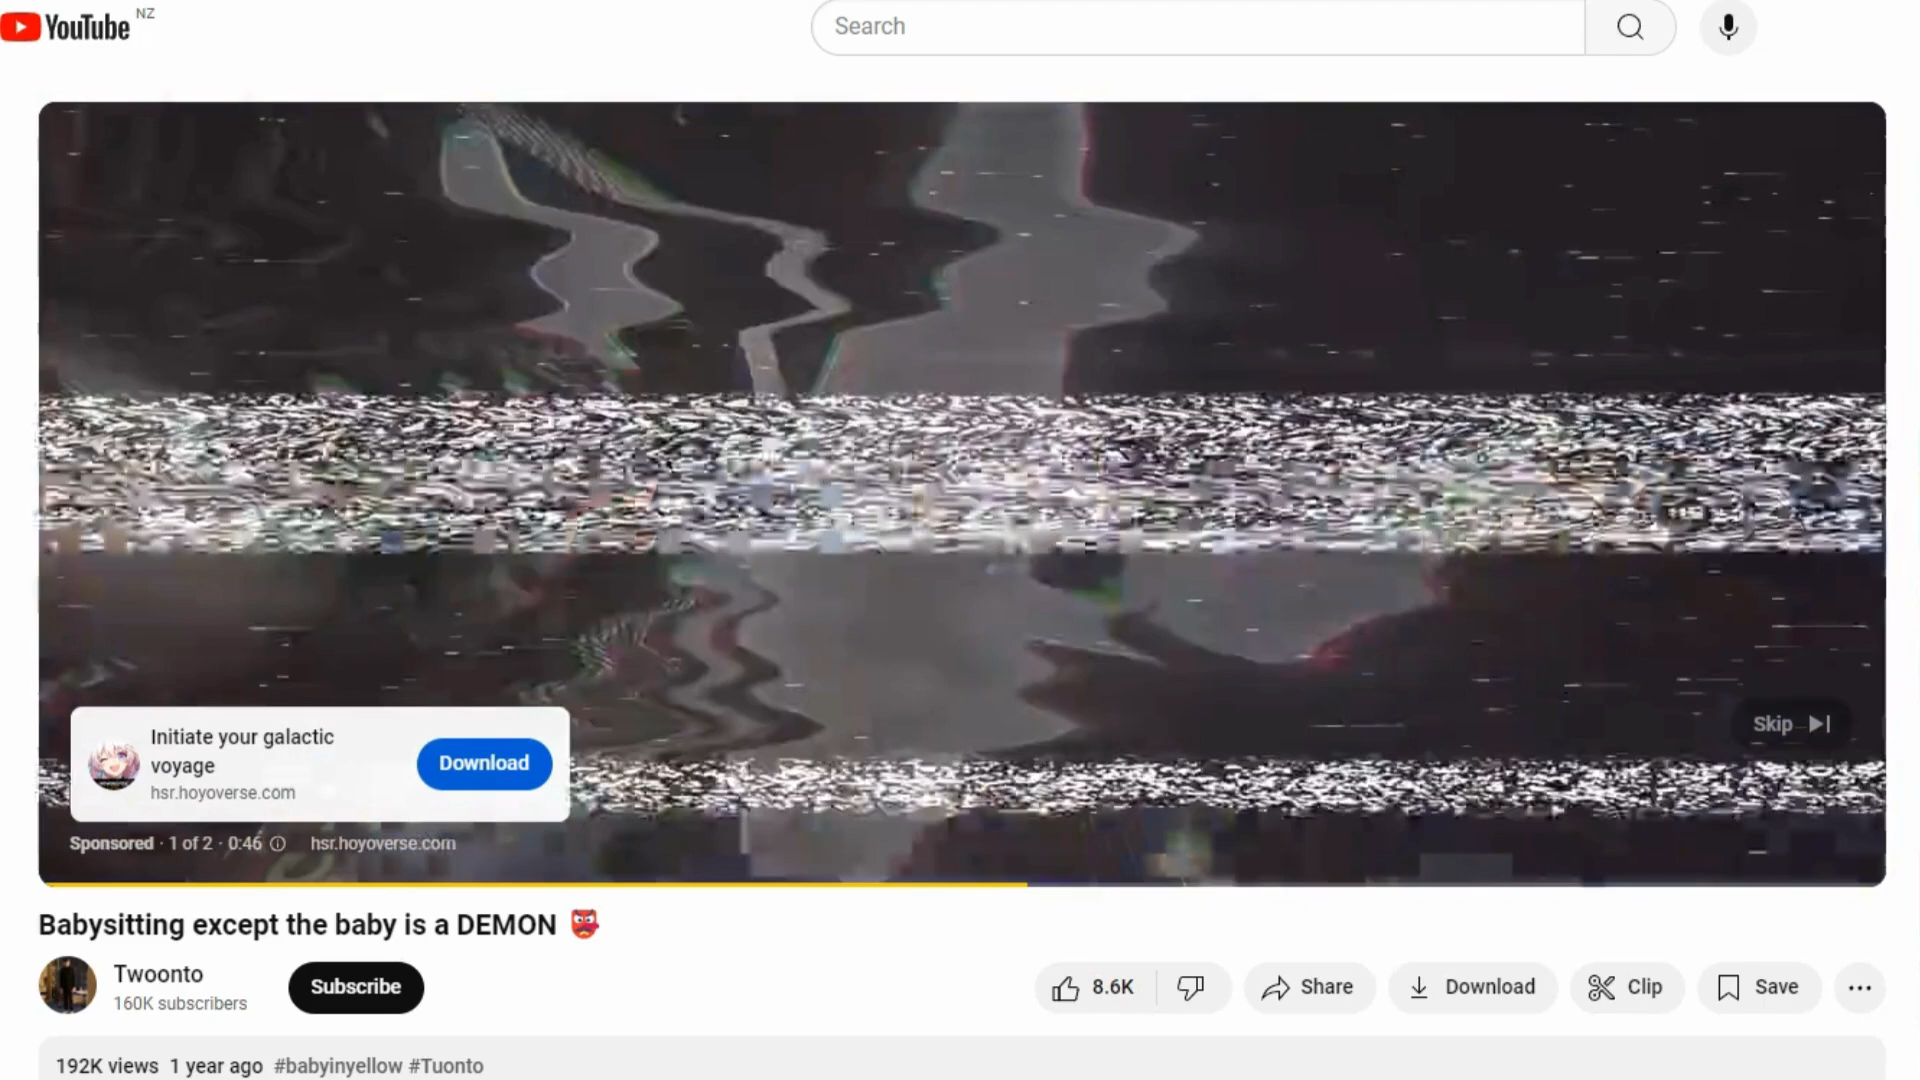 YouTube NZ
Search
Initiate your galactic
voyage
hsr.hoyoverse.com
Download
Skip
Sponsored · 1 of 2 · 0:46 hsr.hoyoverse.com
Babysitting except the baby is a DEMON 👺
Twoonto
160K subscribers
Subscribe
8.6K
Share
Download
Clip
Save
192K views 1 year ago #babyinyellow #Tuonto